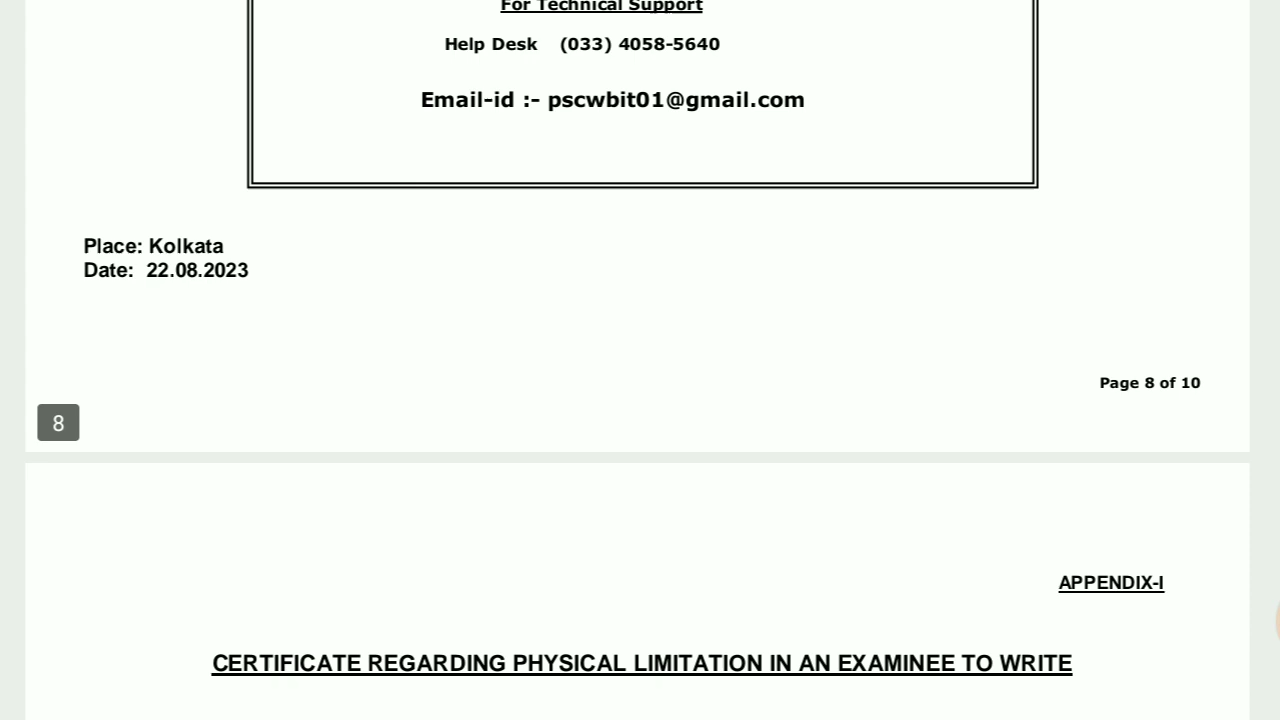 For Technical Support
Help Desk (033) 4058-5640
Email-id :- pscwbit01@gmail.com
Place: Kolkata
Date: 22.08.2023
Page 8 of 10
8
APPENDIX-I
CERTIFICATE REGARDING PHYSICAL LIMITATION IN AN EXAMINEE TO WRITE